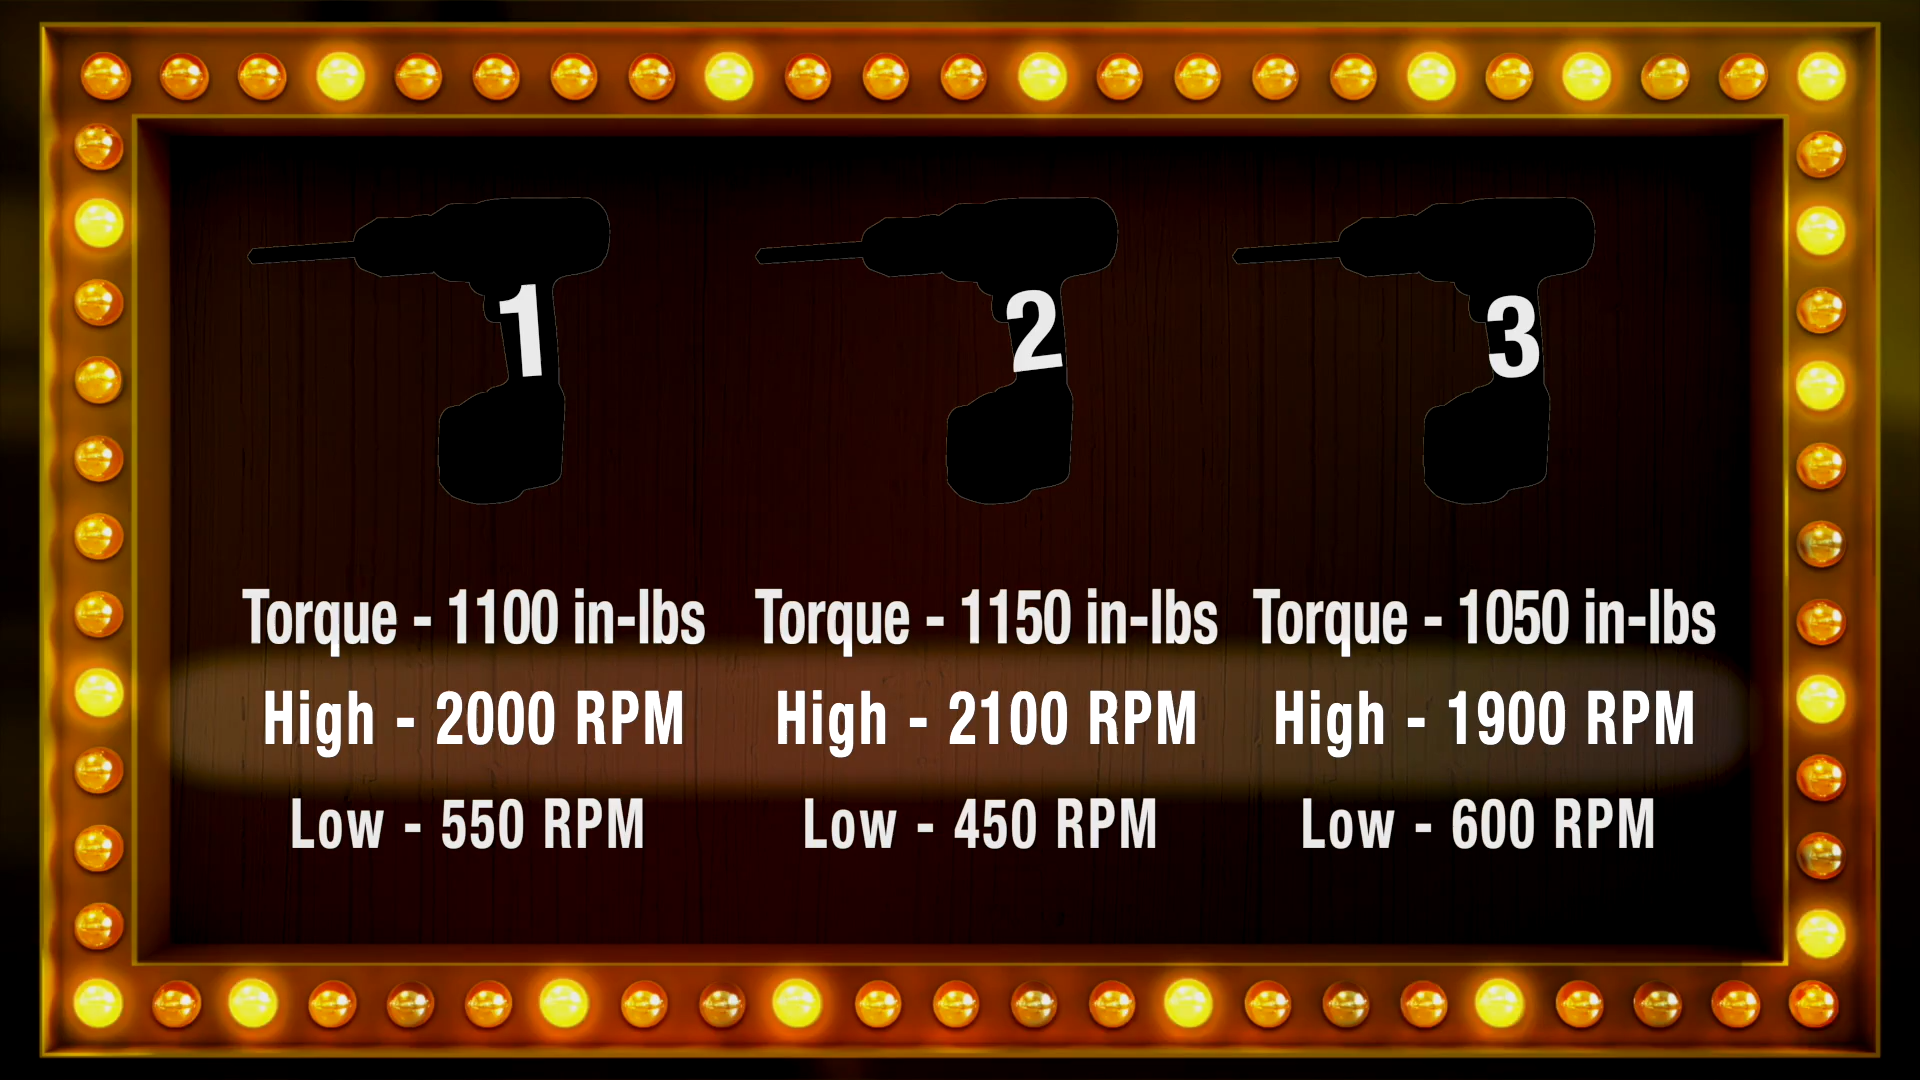 1
2
3
Torque - 1100 in-lbs
High - 2000 RPM
Low - 550 RPM
Torque - 1150 in-lbs
High - 2100 RPM
Low - 450 RPM
Torque - 1050 in-lbs
High - 1900 RPM
Low - 600 RPM